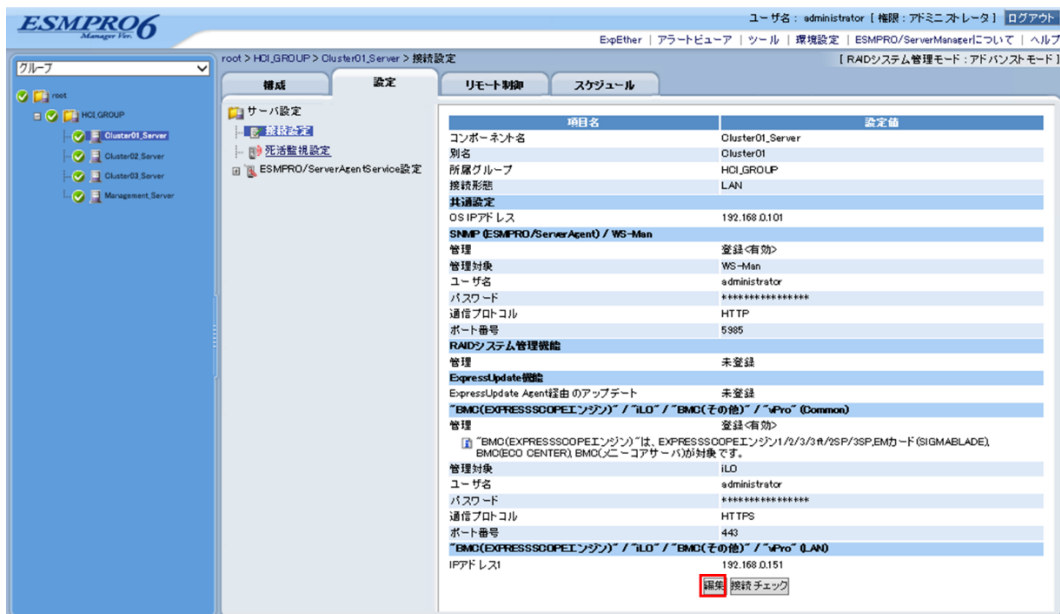 ESMPRO6
Manager Ver.
ユーザ名： administrator [ 権限：アドミニストレータ ] ログアウト
ExpEther | アラートビューア | ツール | 環境設定 | ESMPRO/ServerManagerについて | ヘルプ
グループ
root > HCI_GROUP > Cluster01_Server > 接続設定
[ RAIDシステム管理モード：アドバンストモード ]
root
HCI_GROUP
Cluster01_Server
Cluster02_Server
Cluster03_Server
Management_Server
構成
設定
リモート制御
スケジュール
サーバ設定
接続設定
死活監視設定
ESMPRO/ServerAgentService設定
項目名 設定値
コンポーネント名 Cluster01_Server
別名 Cluster01
所属グループ HCI_GROUP
接続形態 LAN
共通設定
OS IPアドレス 192.168.0.101
SNMP (ESMPRO/ServerAgent) / WS-Man
管理 登録<有効>
管理対象 WS-Man
ユーザ名 administrator
パスワード ****************
通信プロトコル HTTP
ポート番号 5985
RAIDシステム管理機能
管理 未登録
ExpressUpdate機能
ExpressUpdate Agent経由のアップデート 未登録
"BMC(EXPRESSSCOPEエンジン)" / "iLO" / "BMC(その他)" / "vPro" (Common)
管理 登録<有効>
"BMC(EXPRESSSCOPEエンジン)"は、EXPRESSSCOPEエンジン1/2/3/3ft/2SP/3SP,EMカード(SIGMABLADE),
BMC(ECO CENTER), BMC(メニーコアサーバ)が対象です。
管理対象 iLO
ユーザ名 administrator
パスワード ****************
通信プロトコル HTTPS
ポート番号 443
"BMC(EXPRESSSCOPEエンジン)" / "iLO" / "BMC(その他)" / "vPro" (LAN)
IPアドレス1 192.168.0.151
編集 接続チェック